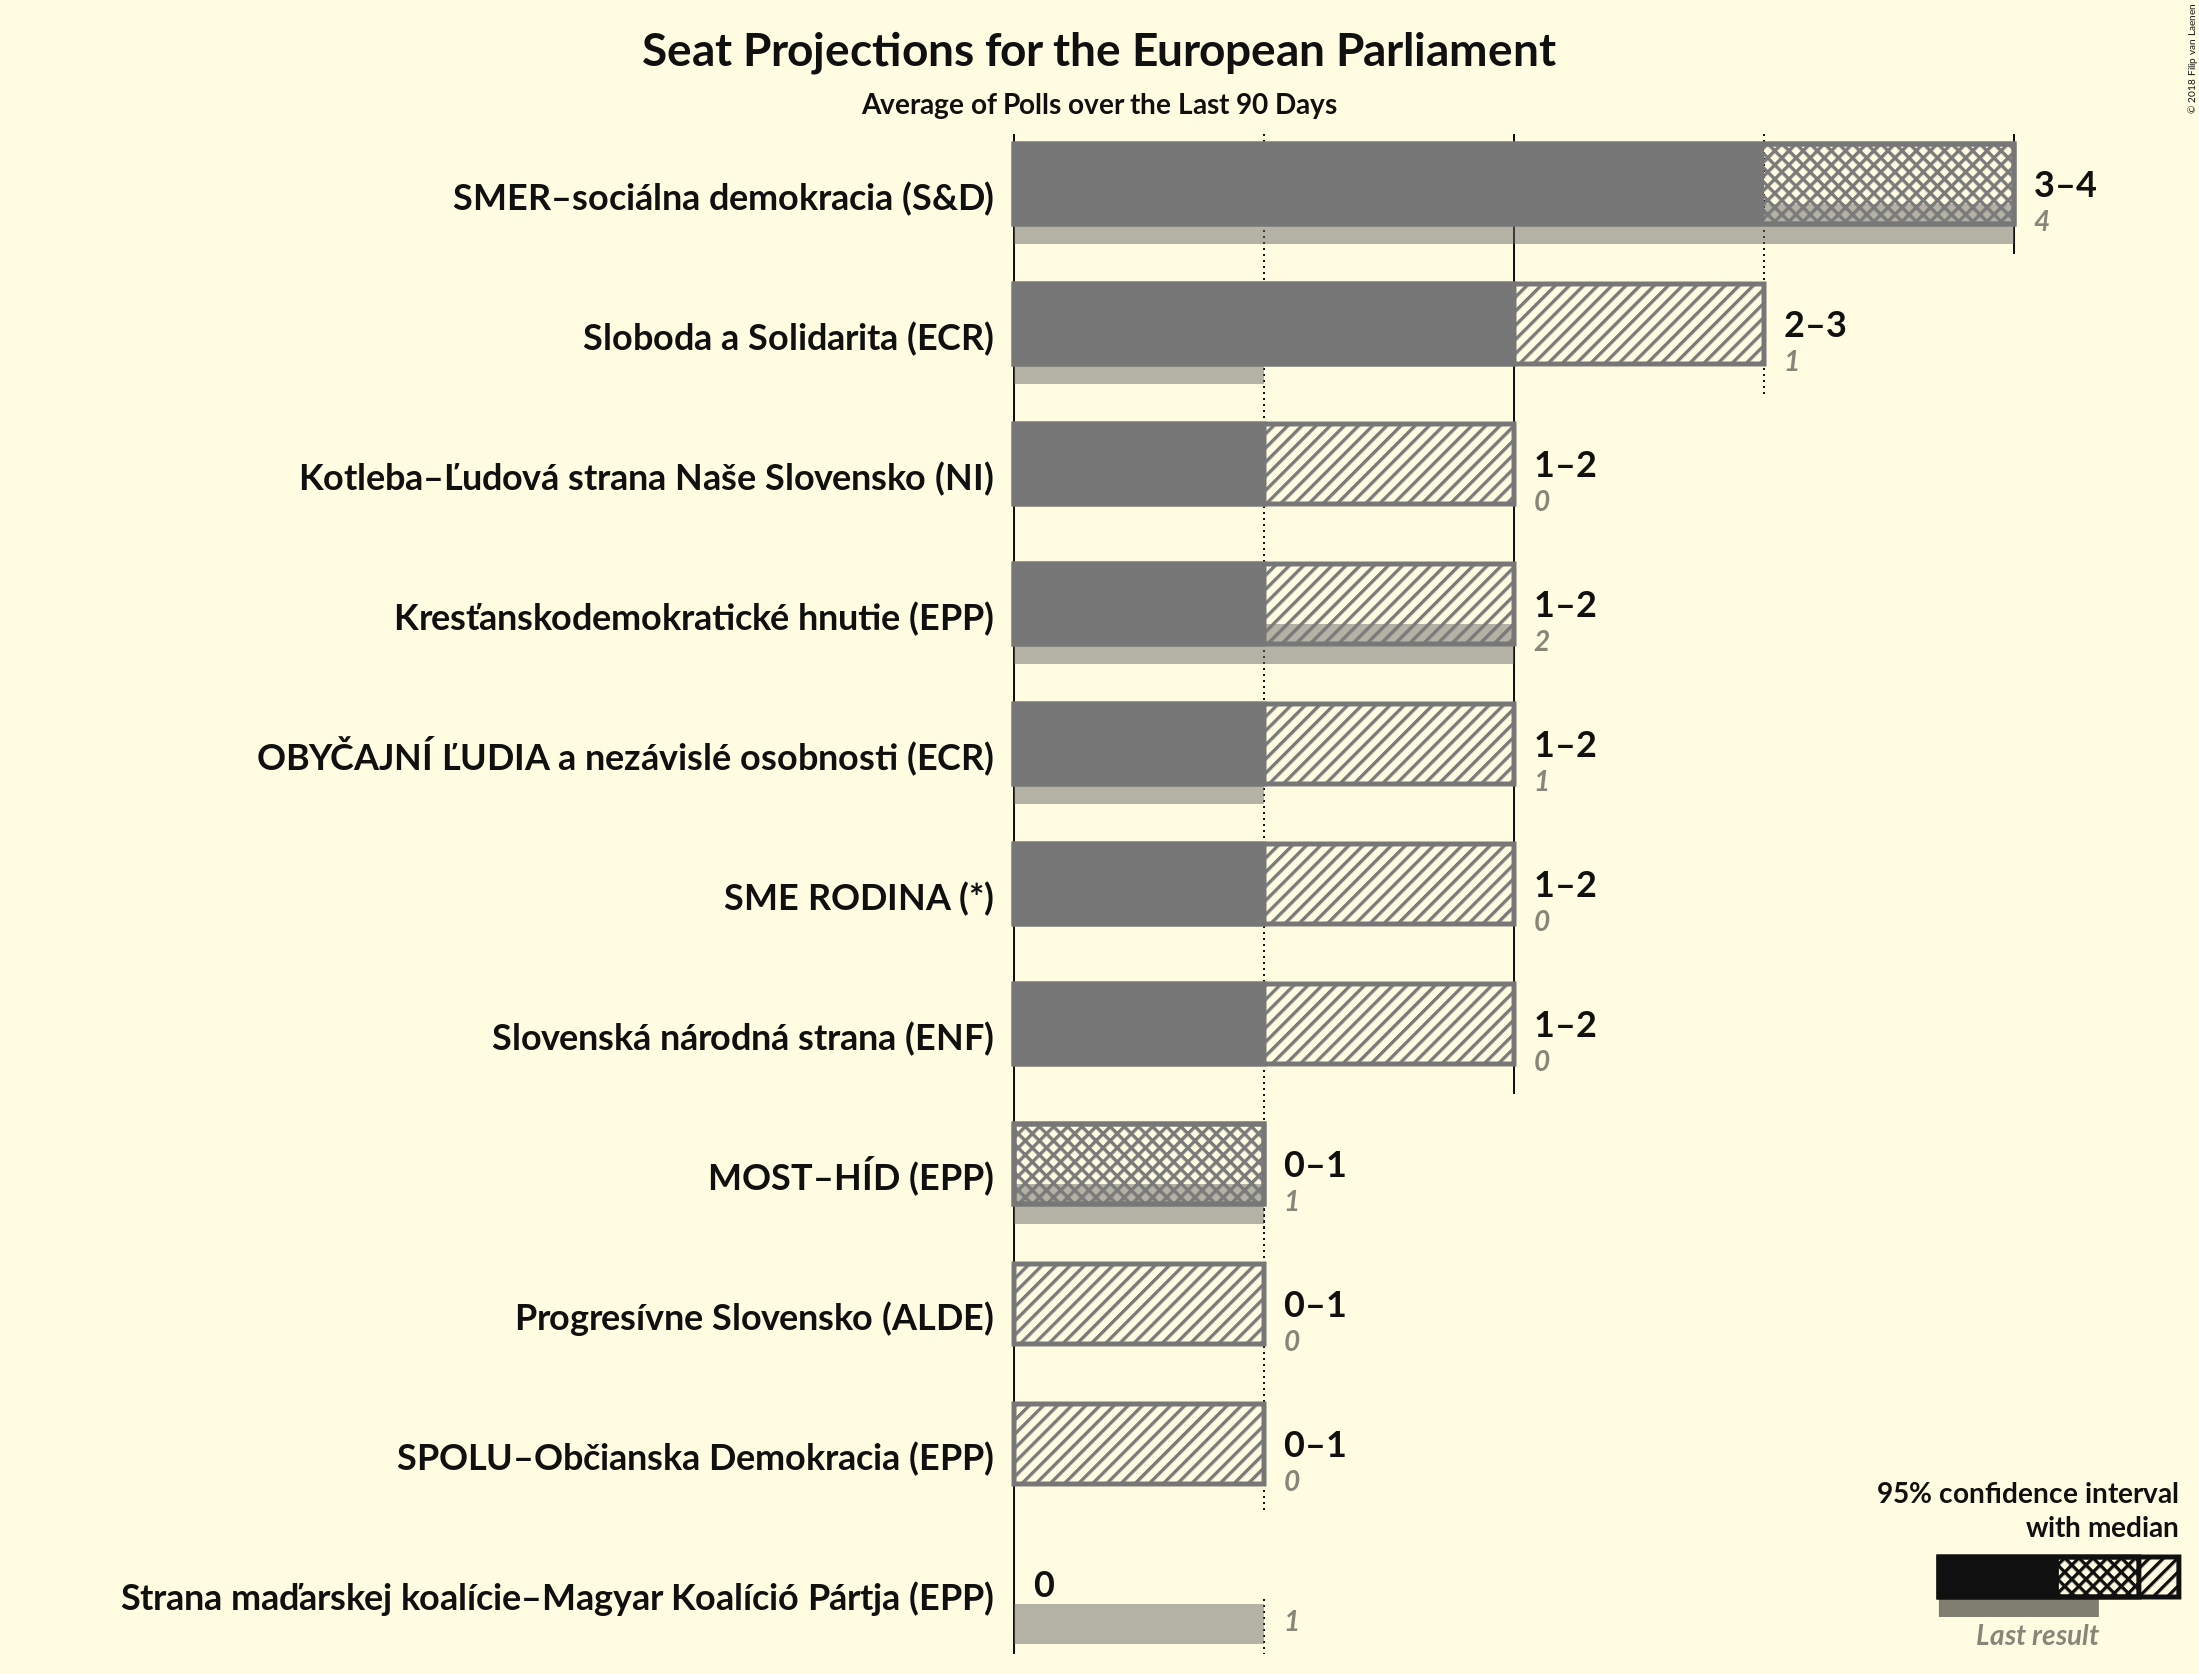 Seat Projections for the European Parliament
Average of Polls over the Last 90 Days
© 2018 Filip van Laenen
SMER–sociálna demokracia (S&D)
3–4
4
Sloboda a Solidarita (ECR)
2–3
1
Kotleba–Ľudová strana Naše Slovensko (NI)
1–2
0
Kresťanskodemokratické hnutie (EPP)
1–2
2
OBYČAJNÍ ĽUDIA a nezávislé osobnosti (ECR)
1–2
1
SME RODINA (*)
1–2
0
Slovenská národná strana (ENF)
1–2
0
MOST–HÍD (EPP)
0–1
1
Progresívne Slovensko (ALDE)
0–1
0
SPOLU–Občianska Demokracia (EPP)
0–1
0
Strana maďarskej koalície–Magyar Koalíció Pártja (EPP)
0
1
95% confidence interval
with median
Last result